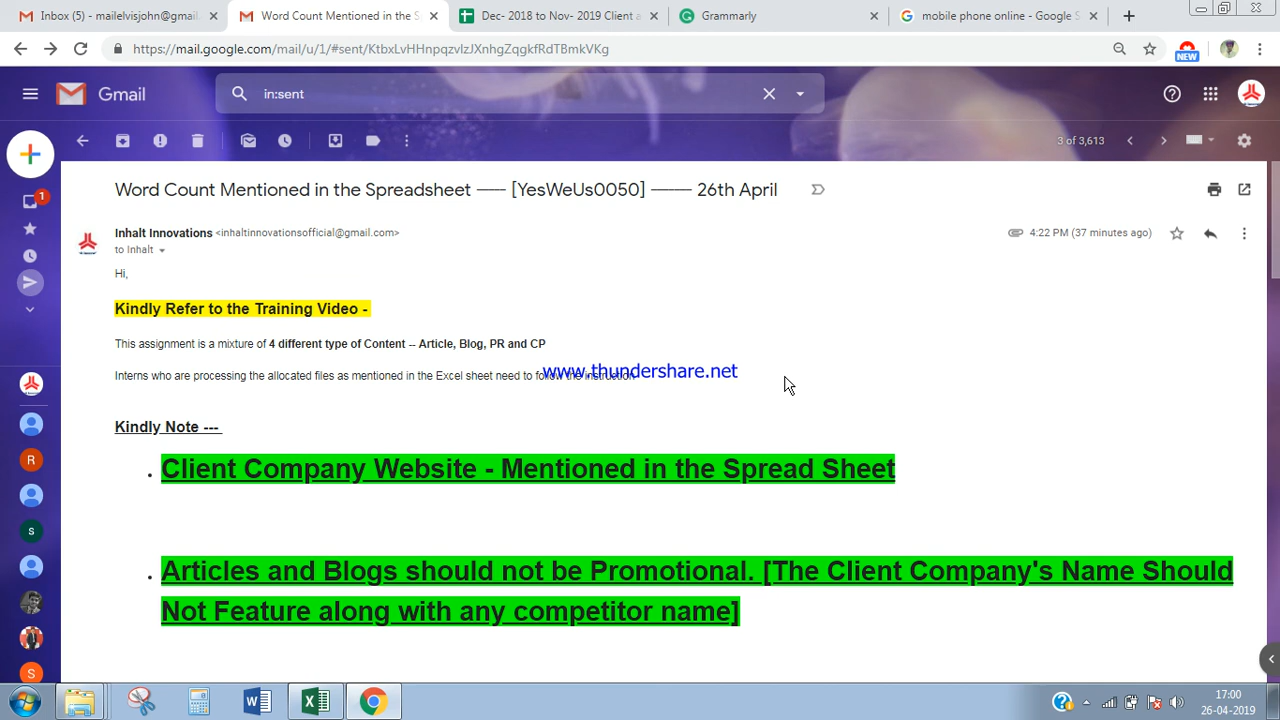 Inbox (5) - mailelvisjohn@gmail.
Word Count Mentioned in the S
Dec- 2018 to Nov- 2019 Client a
Grammarly
mobile phone online - Google S
https://mail.google.com/mail/u/1/#sent/KtbxLvHHnpqzvlzJXnhgZqgkfRdTBmkVKg
NEW
Gmail
in:sent
3 of 3,613
1
Word Count Mentioned in the Spreadsheet ----- [YesWeUs0050] ------- 26th April
Inhalt Innovations <inhaltinnovationsofficial@gmail.com>
4:22 PM (37 minutes ago)
to Inhalt
Hi,
Kindly Refer to the Training Video -
This assignment is a mixture of 4 different type of Content -- Article, Blog, PR and CP
Interns who are processing the allocated files as mentioned in the Excel sheet need to follow the instruction
www.thundershare.net
Kindly Note ---
• Client Company Website - Mentioned in the Spread Sheet
• Articles and Blogs should not be Promotional. [The Client Company's Name Should
Not Feature along with any competitor name]
R
s
S
17:00
26-04-2019